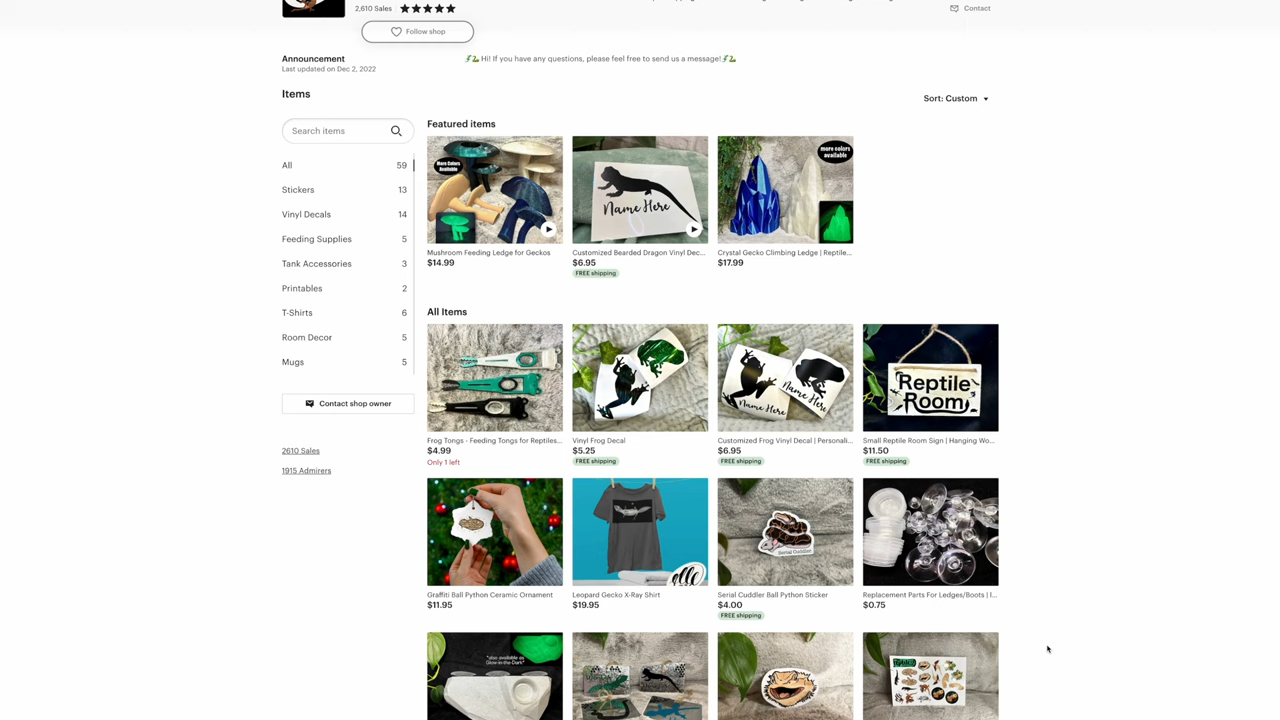 2,610 Sales
Contact
Follow shop
Announcement
Last updated on Dec 2, 2022
Hi! If you have any questions, please feel free to send us a message!
Items
Sort: Custom
Search items
All 59
Stickers 13
Vinyl Decals 14
Feeding Supplies 5
Tank Accessories 3
Printables 2
T-Shirts 6
Room Decor 5
Mugs 5
Contact shop owner
2610 Sales
1915 Admirers
Featured items
More Colors
Available
Name Here
more colors
available
Mushroom Feeding Ledge for Geckos
$14.99
Customized Bearded Dragon Vinyl Dec...
$6.95
FREE shipping
Crystal Gecko Climbing Ledge | Reptile...
$17.99
All Items
Name Here
Name Here
Reptile
Room
Frog Tongs - Feeding Tongs for Reptiles...
$4.99
Only 1 left
Vinyl Frog Decal
$5.25
FREE shipping
Customized Frog Vinyl Decal | Personali...
$6.95
FREE shipping
Small Reptile Room Sign | Hanging Wo...
$11.50
FREE shipping
Serial Cuddler
Graffiti Ball Python Ceramic Ornament
$11.95
Leopard Gecko X-Ray Shirt
$19.95
Serial Cuddler Ball Python Sticker
$4.00
FREE shipping
Replacement Parts For Ledges/Boots | I...
$0.75
*also available as
Glow-in-the-Dark*